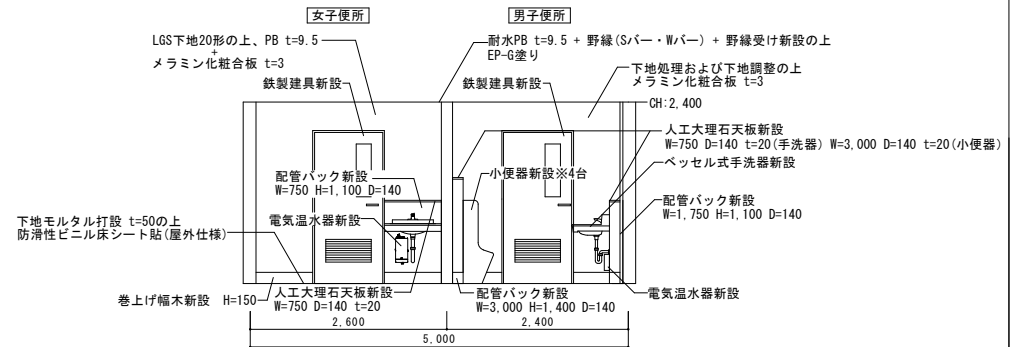 女子便所
男子便所
LGS下地20形の上、PB t=9.5
+
メラミン化粧合板 t=3
耐水PB t=9.5 + 野縁(Sバー・Wバー) + 野縁受け新設の上
EP-G塗り
鉄製建具新設
鉄製建具新設
下地処理および下地調整の上
メラミン化粧合板 t=3
CH:2,400
人工大理石天板新設
W=750 D=140 t=20(手洗器) W=3,000 D=140 t=20(小便器)
ベッセル式手洗器新設
配管パック新設
W=750 H=1,100 D=140
小便器新設※4台
配管パック新設
W=1,750 H=1,100 D=140
下地モルタル打設 t=50の上
防滑性ビニル床シート貼(屋外仕様)
電気温水器新設
巻上げ幅木新設 H=150
人工大理石天板新設
W=750 D=140 t=20
配管パック新設
W=3,000 H=1,400 D=140
電気温水器新設
2,600
2,400
5,000